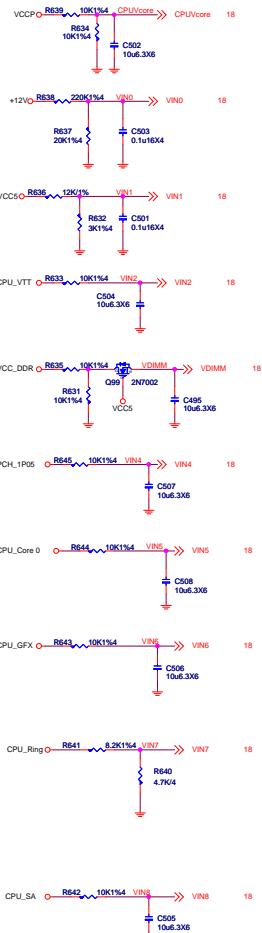 VCCP R639 10K1%4 CPUVcore CPUVcore 18
R634
10K1%4
C502
10u6.3X6
+12V R638 220K1%4 VIN0 VIN0 18
R637
20K1%4
C503
0.1u16X4
VCC5 R636 12K/1% VIN1 VIN1 18
R632
3K1%4
C501
0.1u16X4
CPU_VTT R633 10K1%4 VIN2 VIN2 18
C504
10u6.3X6
VCC_DDR R635 10K1%4 VDIMM VDIMM 18
Q99 2N7002
R631
10K1%4
VCC5
C495
10u6.3X6
PCH_1P05 R645 10K1%4 VIN4 VIN4 18
C507
10u6.3X6
CPU_Core 0 R644 10K1%4 VIN5 VIN5 18
C508
10u6.3X6
CPU_GFX R643 10K1%4 VIN6 VIN6 18
C506
10u6.3X6
CPU_Ring R641 8.2K1%4 VIN7 VIN7 18
R640
4.7K/4
CPU_SA R642 10K1%4 VIN8 VIN8 18
C505
10u6.3X6